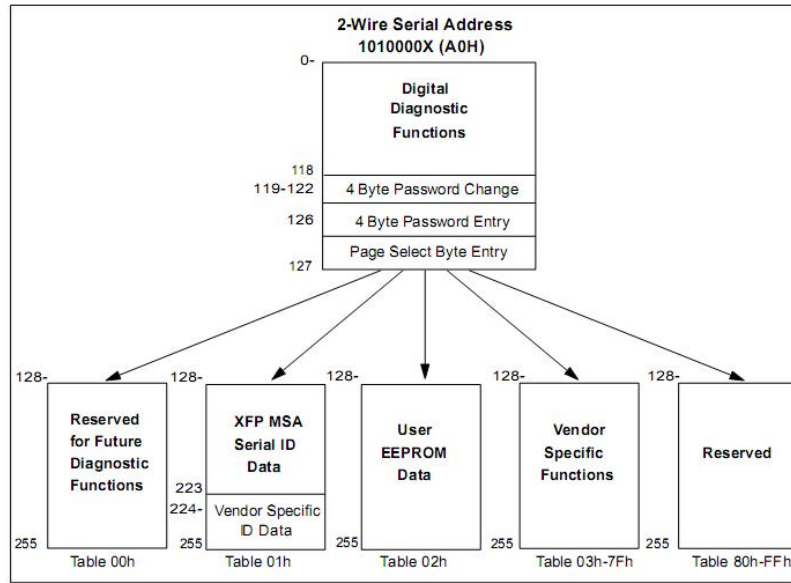 2-Wire Serial Address
1010000X (A0H)
0-
Digital
Diagnostic
Functions
118
119-122
4 Byte Password Change
126
4 Byte Password Entry
Page Select Byte Entry
127
128-
Reserved
for Future
Diagnostic
Functions
255
Table 00h
128-
XFP MSA
Serial ID
Data
223
224-
Vendor Specific
ID Data
255
Table 01h
128-
User
EEPROM
Data
255
Table 02h
128-
Vendor
Specific
Functions
255
Table 03h-7Fh
128-
Reserved
255
Table 80h-FFh